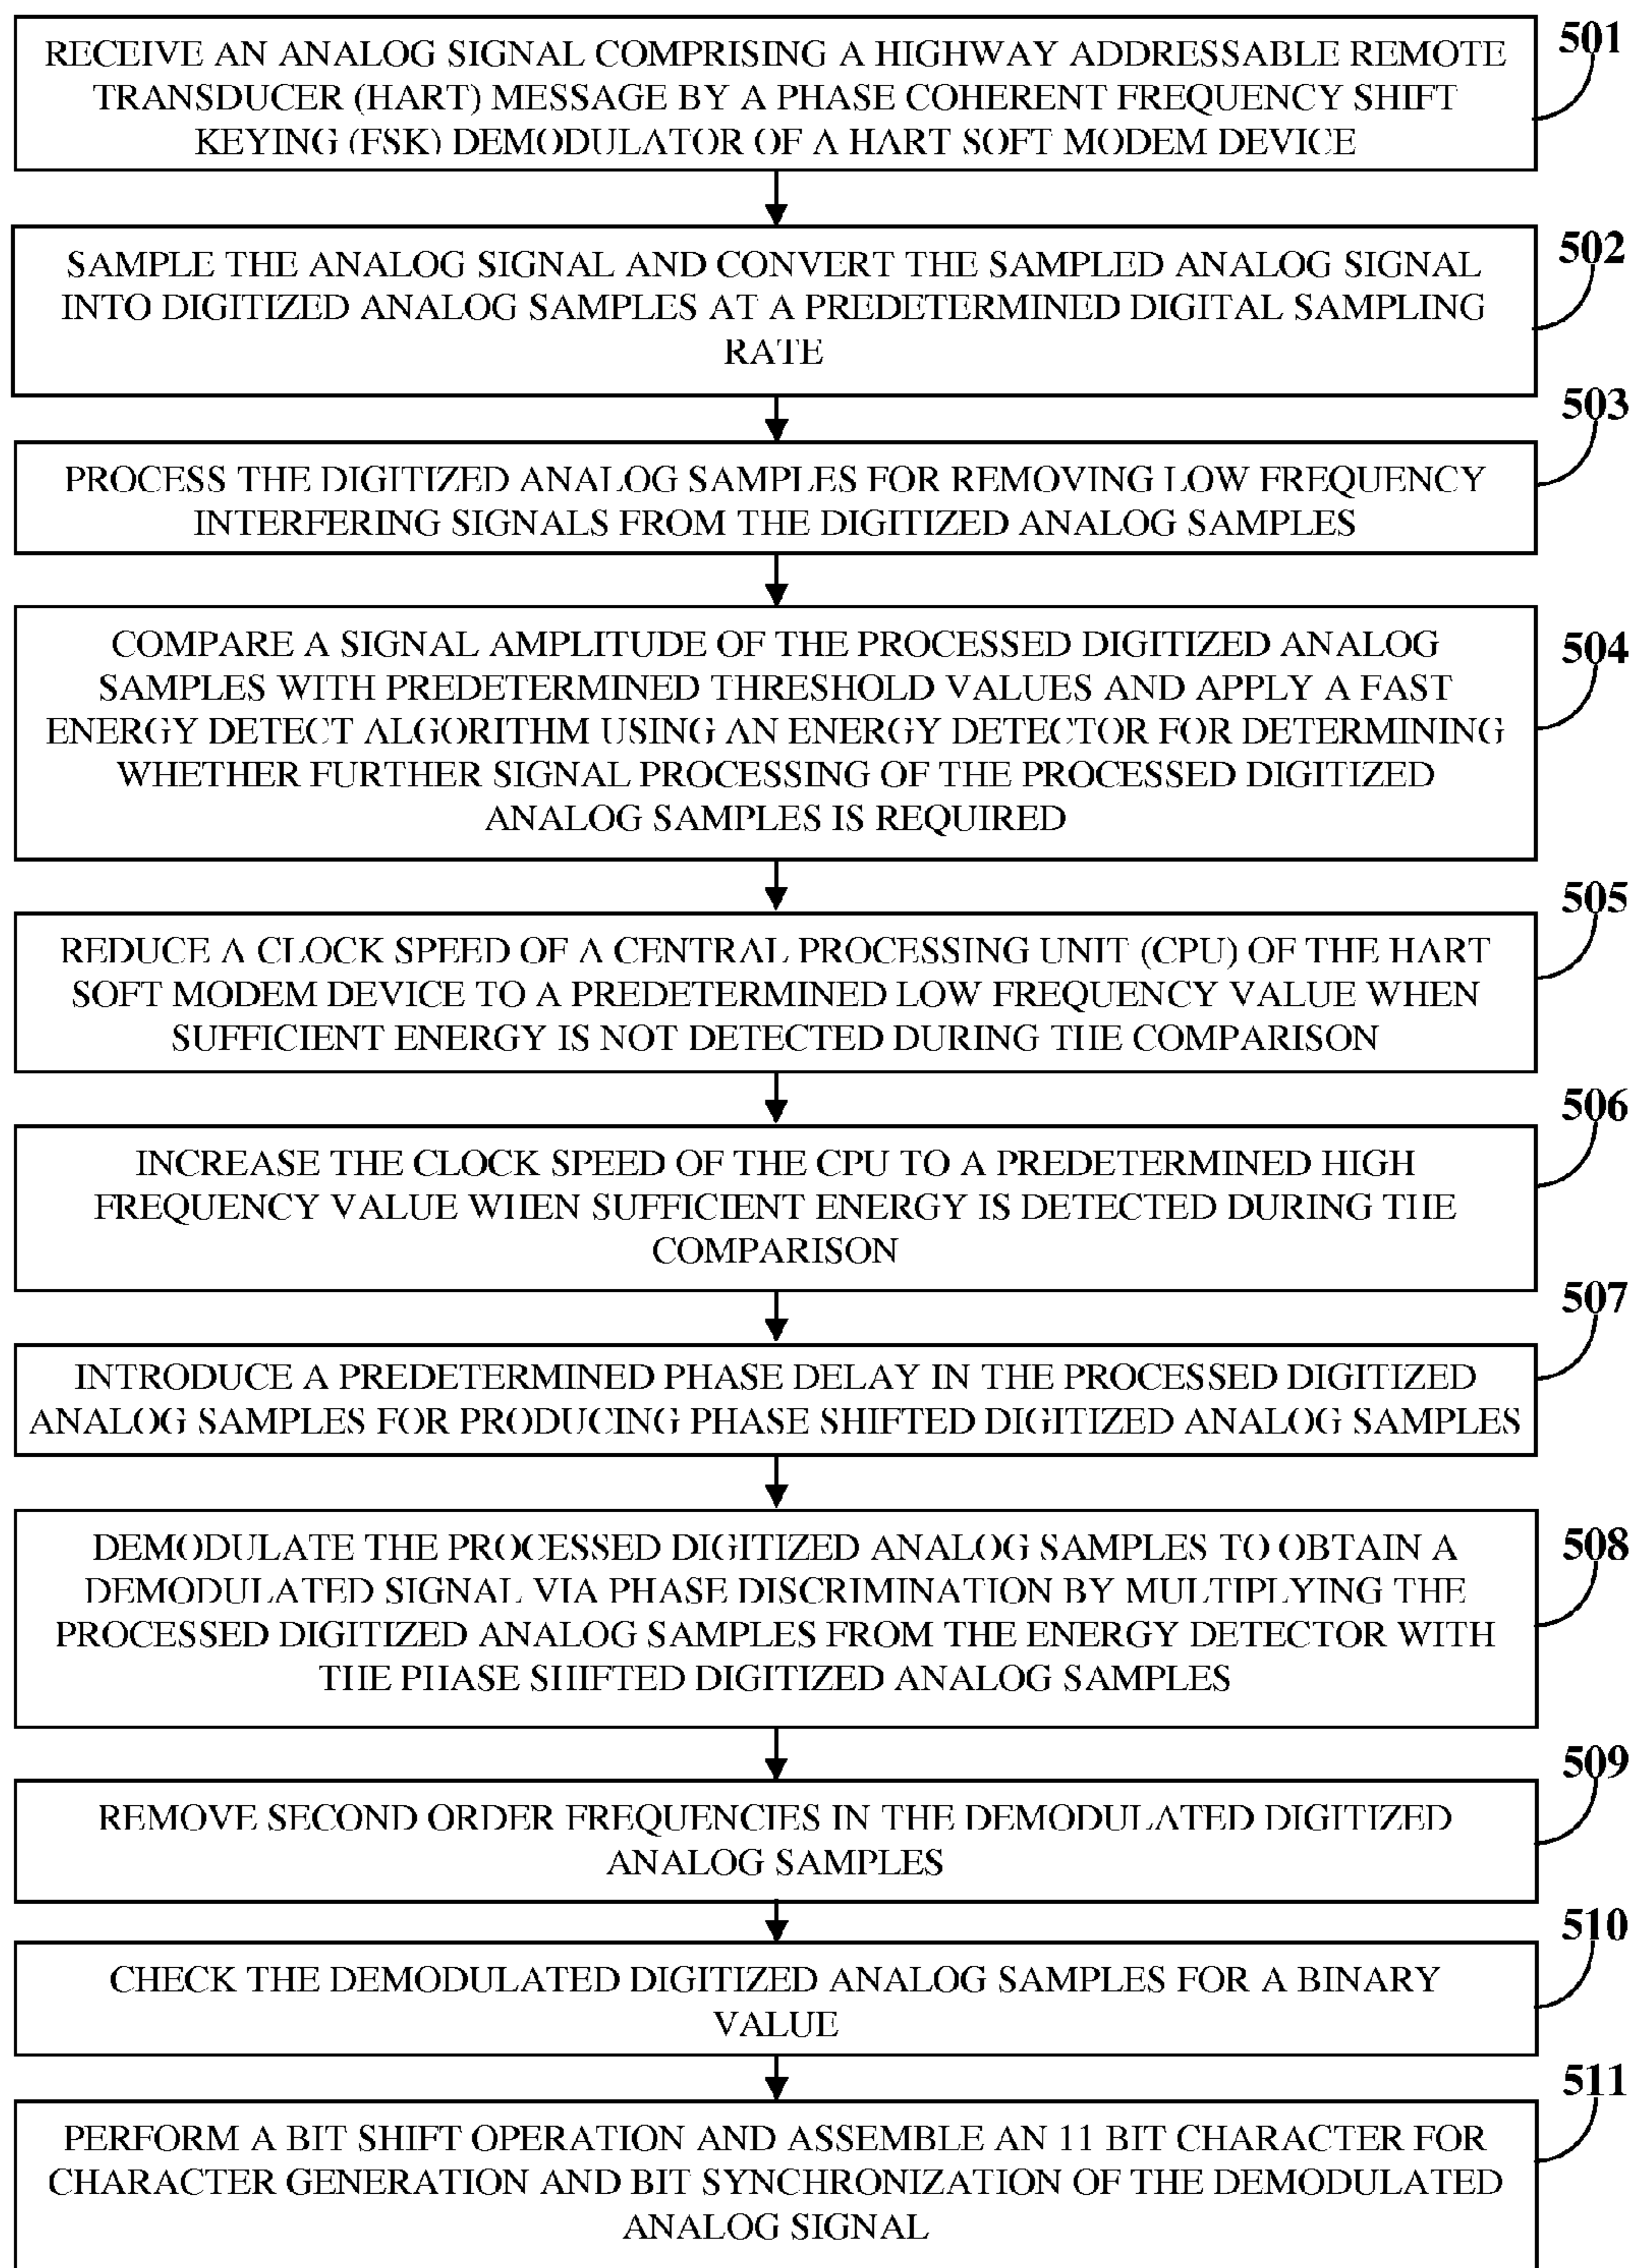 RECEIVE AN ANALOG SIGNAL COMPRISING A HIGHWAY ADDRESSABLE REMOTE
TRANSDUCER (HART) MESSAGE BY A PHASE COHERENT FREQUENCY SHIFT
KEYING (FSK) DEMODULATOR OF A HART SOFT MODEM DEVICE
501
SAMPLE THE ANALOG SIGNAL AND CONVERT THE SAMPLED ANALOG SIGNAL
INTO DIGITIZED ANALOG SAMPLES AT A PREDETERMINED DIGITAL SAMPLING
RATE
502
PROCESS THE DIGITIZED ANALOG SAMPLES FOR REMOVING LOW FREQUENCY
INTERFERING SIGNALS FROM THE DIGITIZED ANALOG SAMPLES
503
COMPARE A SIGNAL AMPLITUDE OF THE PROCESSED DIGITIZED ANALOG
SAMPLES WITH PREDETERMINED THRESHOLD VALUES AND APPLY A FAST
ENERGY DETECT ALGORITHM USING AN ENERGY DETECTOR FOR DETERMINING
WHETHER FURTHER SIGNAL PROCESSING OF THE PROCESSED DIGITIZED
ANALOG SAMPLES IS REQUIRED
504
REDUCE A CLOCK SPEED OF A CENTRAL PROCESSING UNIT (CPU) OF THE HART
SOFT MODEM DEVICE TO A PREDETERMINED LOW FREQUENCY VALUE WHEN
SUFFICIENT ENERGY IS NOT DETECTED DURING THE COMPARISON
505
INCREASE THE CLOCK SPEED OF THE CPU TO A PREDETERMINED HIGH
FREQUENCY VALUE WHEN SUFFICIENT ENERGY IS DETECTED DURING THE
COMPARISON
506
INTRODUCE A PREDETERMINED PHASE DELAY IN THE PROCESSED DIGITIZED
ANALOG SAMPLES FOR PRODUCING PHASE SHIFTED DIGITIZED ANALOG SAMPLES
507
DEMODULATE THE PROCESSED DIGITIZED ANALOG SAMPLES TO OBTAIN A
DEMODULATED SIGNAL VIA PHASE DISCRIMINATION BY MULTIPLYING THE
PROCESSED DIGITIZED ANALOG SAMPLES FROM THE ENERGY DETECTOR WITH
THE PHASE SHIFTED DIGITIZED ANALOG SAMPLES
508
REMOVE SECOND ORDER FREQUENCIES IN THE DEMODULATED DIGITIZED
ANALOG SAMPLES
509
CHECK THE DEMODULATED DIGITIZED ANALOG SAMPLES FOR A BINARY
VALUE
510
PERFORM A BIT SHIFT OPERATION AND ASSEMBLE AN 11 BIT CHARACTER FOR
CHARACTER GENERATION AND BIT SYNCHRONIZATION OF THE DEMODULATED
ANALOG SIGNAL
511